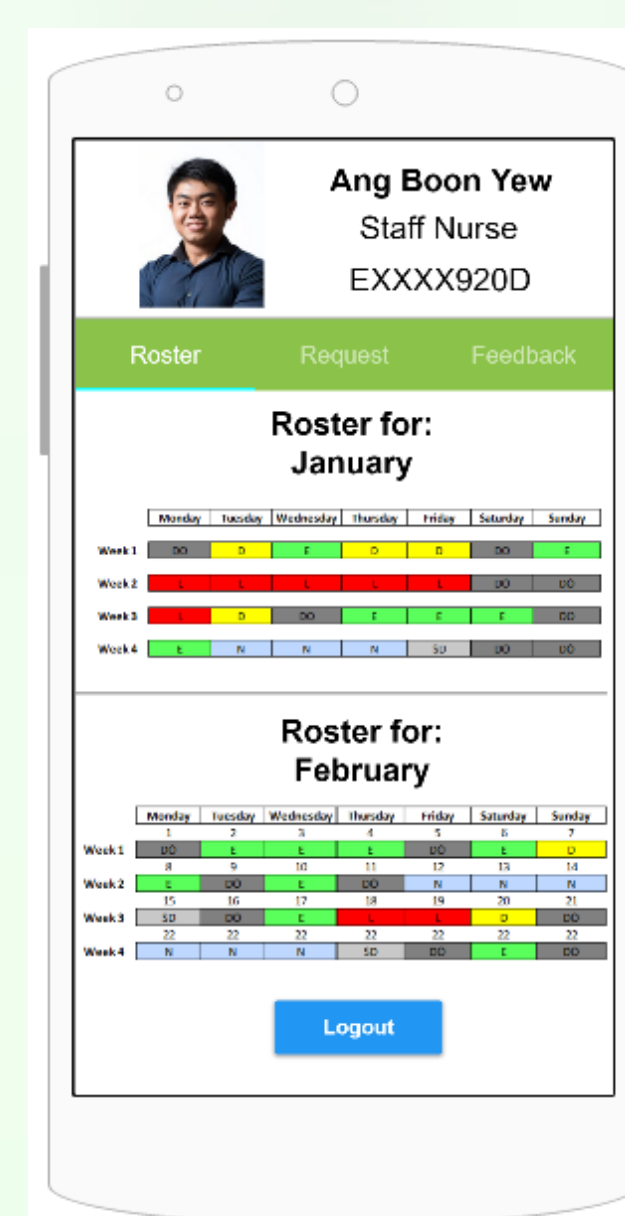 Ang Boon Yew
Staff Nurse
EXXXX920D
Roster Request Feedback
Roster for:
January
Monday Tuesday Wednesday Thursday Friday Saturday Sunday
Week 1 DO D E D D DO E
Week 2 L L L L L DO DO
Week 3 L D DO E E E DO
Week 4 E N N N SD DO DO
Roster for:
February
Monday Tuesday Wednesday Thursday Friday Saturday Sunday
1 2 3 4 5 6 7
Week 1 DO E E E DO E D
8 9 10 11 12 13 14
Week 2 E DO E DO N N N
15 16 17 18 19 20 21
Week 3 SD DO E L L D DO
22 22 22 22 22 22 22
Week 4 N N N SD DO E DO
Logout